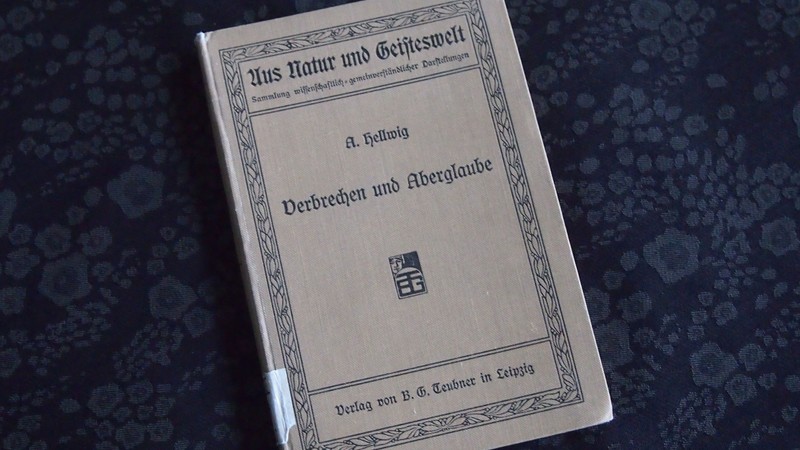 Aus Natur und Geisteswelt
Sammlung wissenschaftlich-gemeinverständlicher Darstellungen
A. Hellwig
Verbrechen und Aberglaube
Verlag von B. G. Teubner in Leipzig